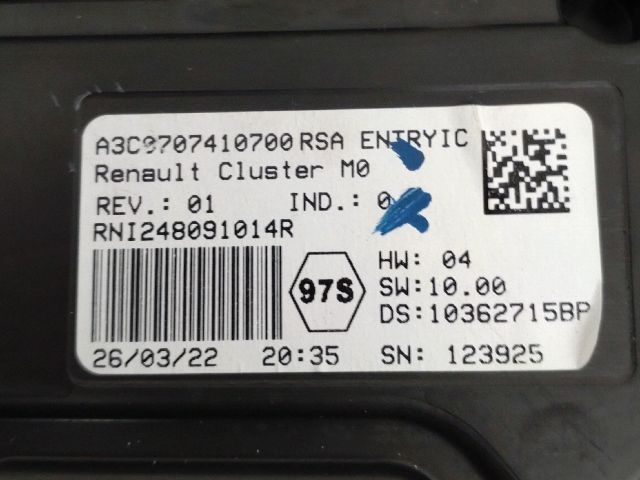 A3C0707410700 RSA ENTRYIC
Renault Cluster M0
REV.: 01 IND.:
RNI248091014R
97S
HW: 04
SW: 10.00
DS: 10362715BP
26/03/22 20:35 SN: 123925